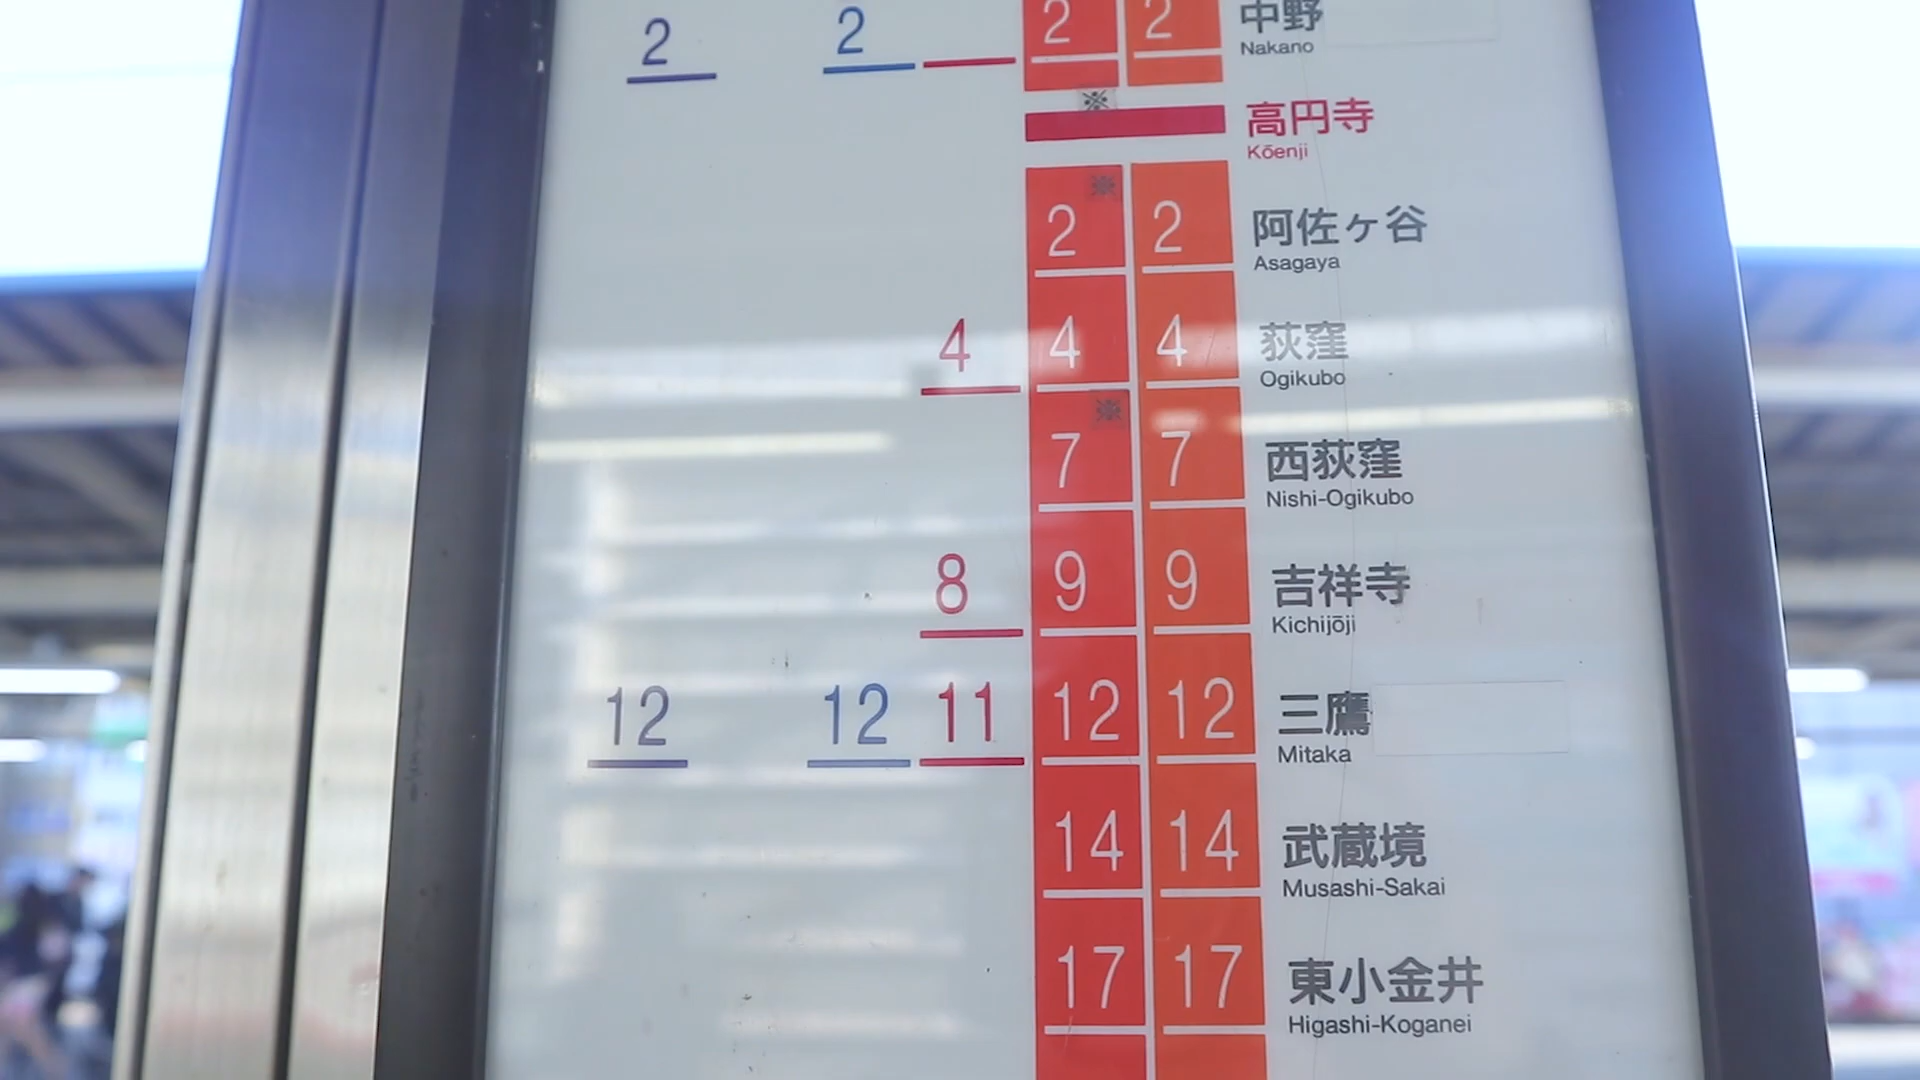 2 2 2 2 中野
Nakano
※
高円寺
Kōenji
※
2 2 阿佐ヶ谷
Asagaya
4 4 4 荻窪
Ogikubo
※
7 7 西荻窪
Nishi-Ogikubo
8 9 9 吉祥寺
Kichijōji
12 12 11 12 12 三鷹
Mitaka
14 14 武蔵境
Musashi-Sakai
17 17 東小金井
Higashi-Koganei